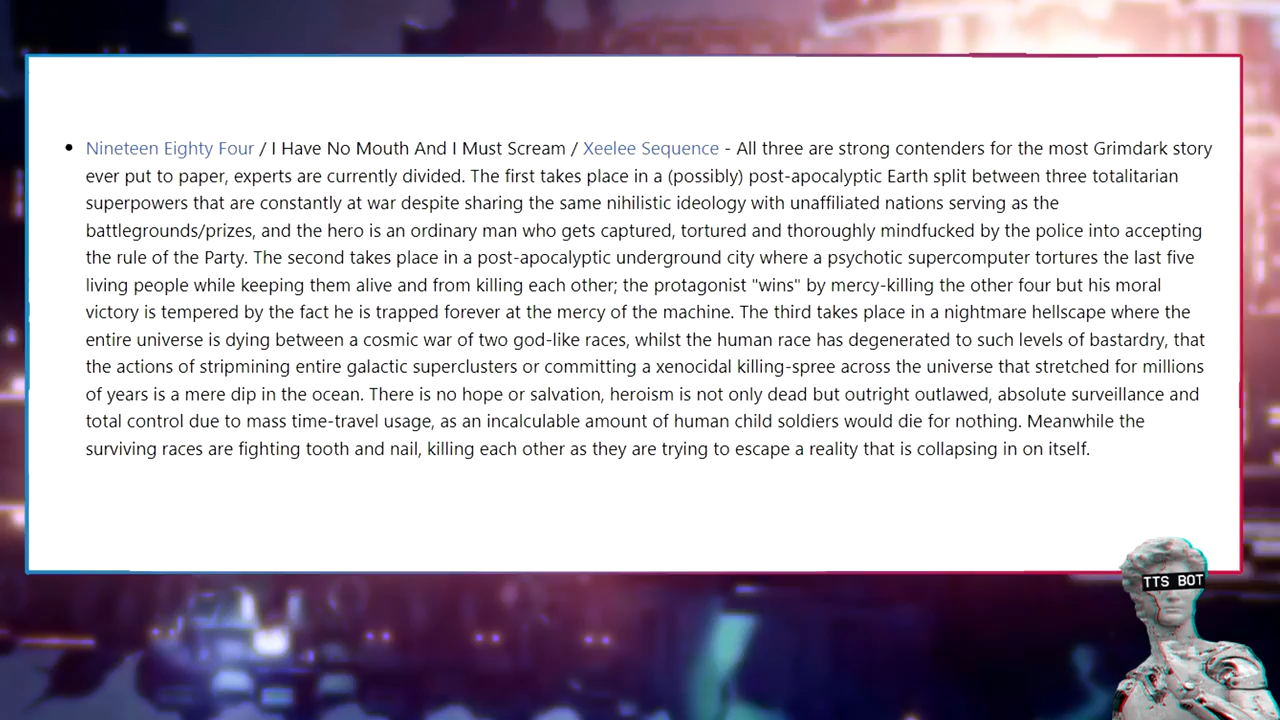 • Nineteen Eighty Four / I Have No Mouth And I Must Scream / Xeelee Sequence - All three are strong contenders for the most Grimdark story
ever put to paper, experts are currently divided. The first takes place in a (possibly) post-apocalyptic Earth split between three totalitarian
superpowers that are constantly at war despite sharing the same nihilistic ideology with unaffiliated nations serving as the
battlegrounds/prizes, and the hero is an ordinary man who gets captured, tortured and thoroughly mindfucked by the police into accepting
the rule of the Party. The second takes place in a post-apocalyptic underground city where a psychotic supercomputer tortures the last five
living people while keeping them alive and from killing each other; the protagonist "wins" by mercy-killing the other four but his moral
victory is tempered by the fact he is trapped forever at the mercy of the machine. The third takes place in a nightmare hellscape where the
entire universe is dying between a cosmic war of two god-like races, whilst the human race has degenerated to such levels of bastardry, that
the actions of stripmining entire galactic superclusters or committing a xenocidal killing-spree across the universe that stretched for millions
of years is a mere dip in the ocean. There is no hope or salvation, heroism is not only dead but outright outlawed, absolute surveillance and
total control due to mass time-travel usage, as an incalculable amount of human child soldiers would die for nothing. Meanwhile the
surviving races are fighting tooth and nail, killing each other as they are trying to escape a reality that is collapsing in on itself.
TTS BOT